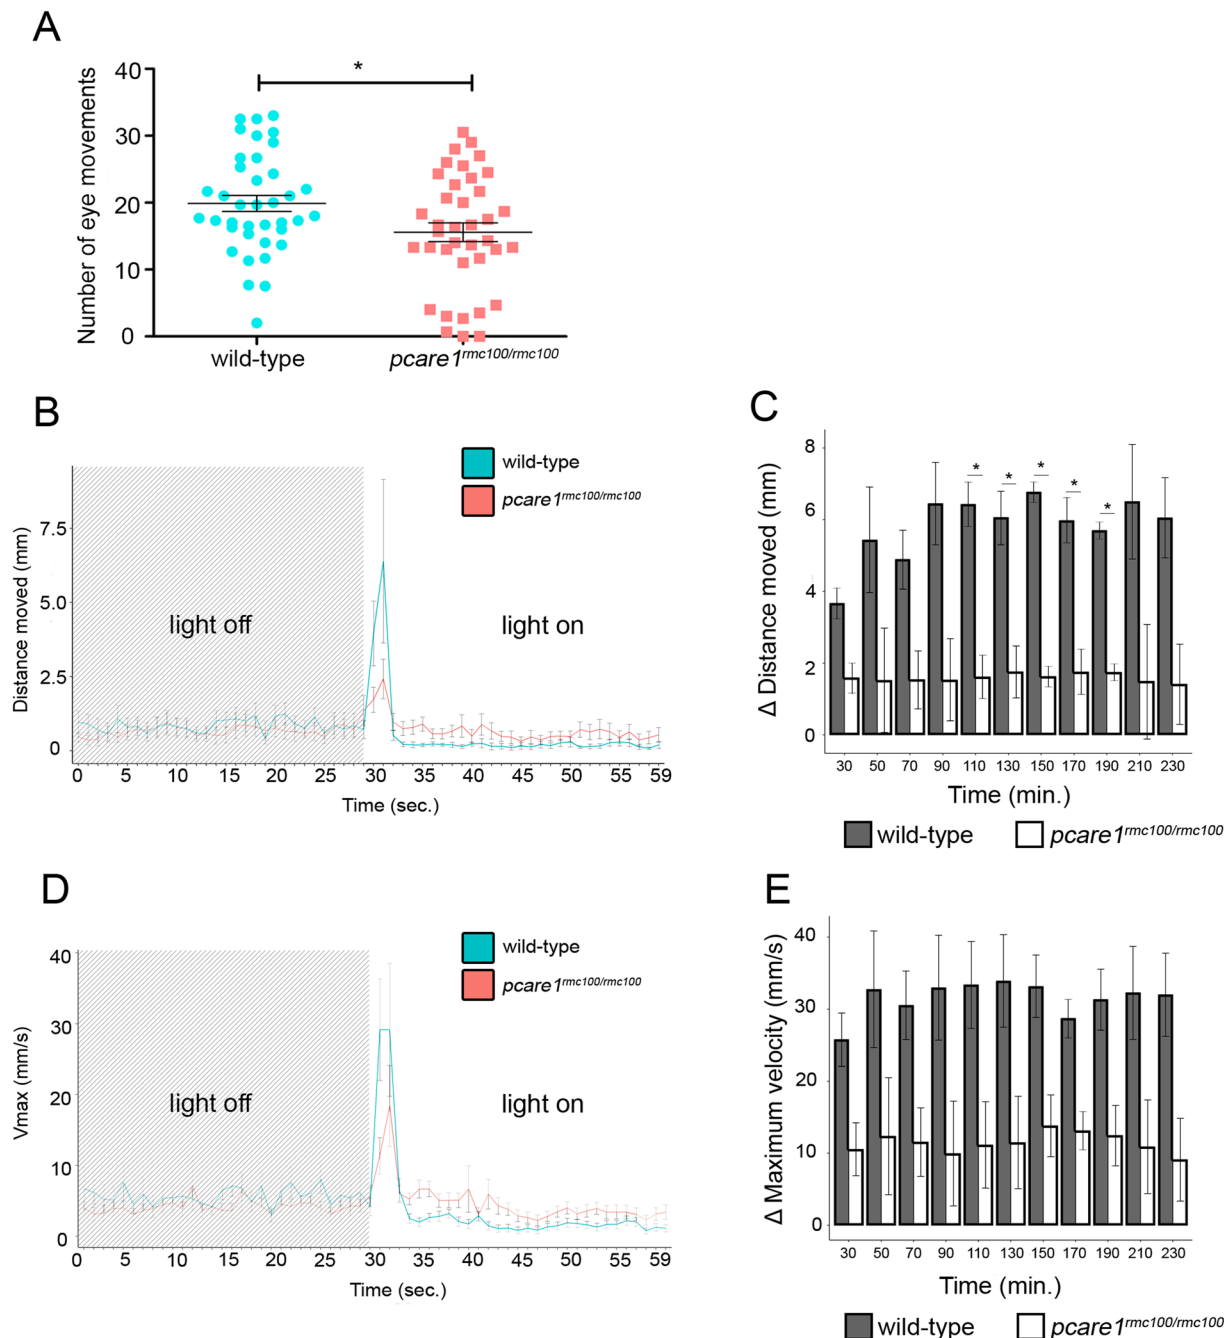 A
Number of eye movements
40
30
20
10
0
*
wild-type
pcare1rmc100/rmc100
B
wild-type
pcare1rmc100/rmc100
Distance moved (mm)
7.5
5.0
2.5
0
light off
light on
0 5 10 15 20 25 30 35 40 45 50 55 59
Time (sec.)
C
Δ Distance moved (mm)
8
6
4
2
0
* * * * *
30 50 70 90 110 130 150 170 190 210 230
Time (min.)
wild-type
pcare1rmc100/rmc100
D
wild-type
pcare1rmc100/rmc100
Vmax (mm/s)
40
30
20
10
0
light off
light on
0 5 10 15 20 25 30 35 40 45 50 55 59
Time (sec.)
E
Δ Maximum velocity (mm/s)
40
30
20
10
0
30 50 70 90 110 130 150 170 190 210 230
Time (min.)
wild-type
pcare1rmc100/rmc100